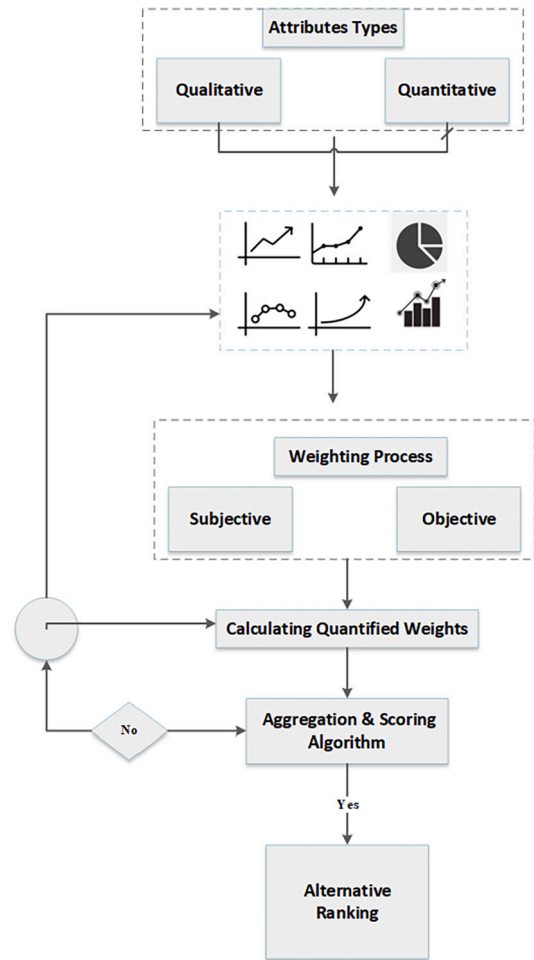 Attributes Types
Qualitative
Quantitative
Weighting Process
Subjective
Objective
Calculating Quantified Weights
Aggregation & Scoring
Algorithm
No
Yes
Alternative
Ranking